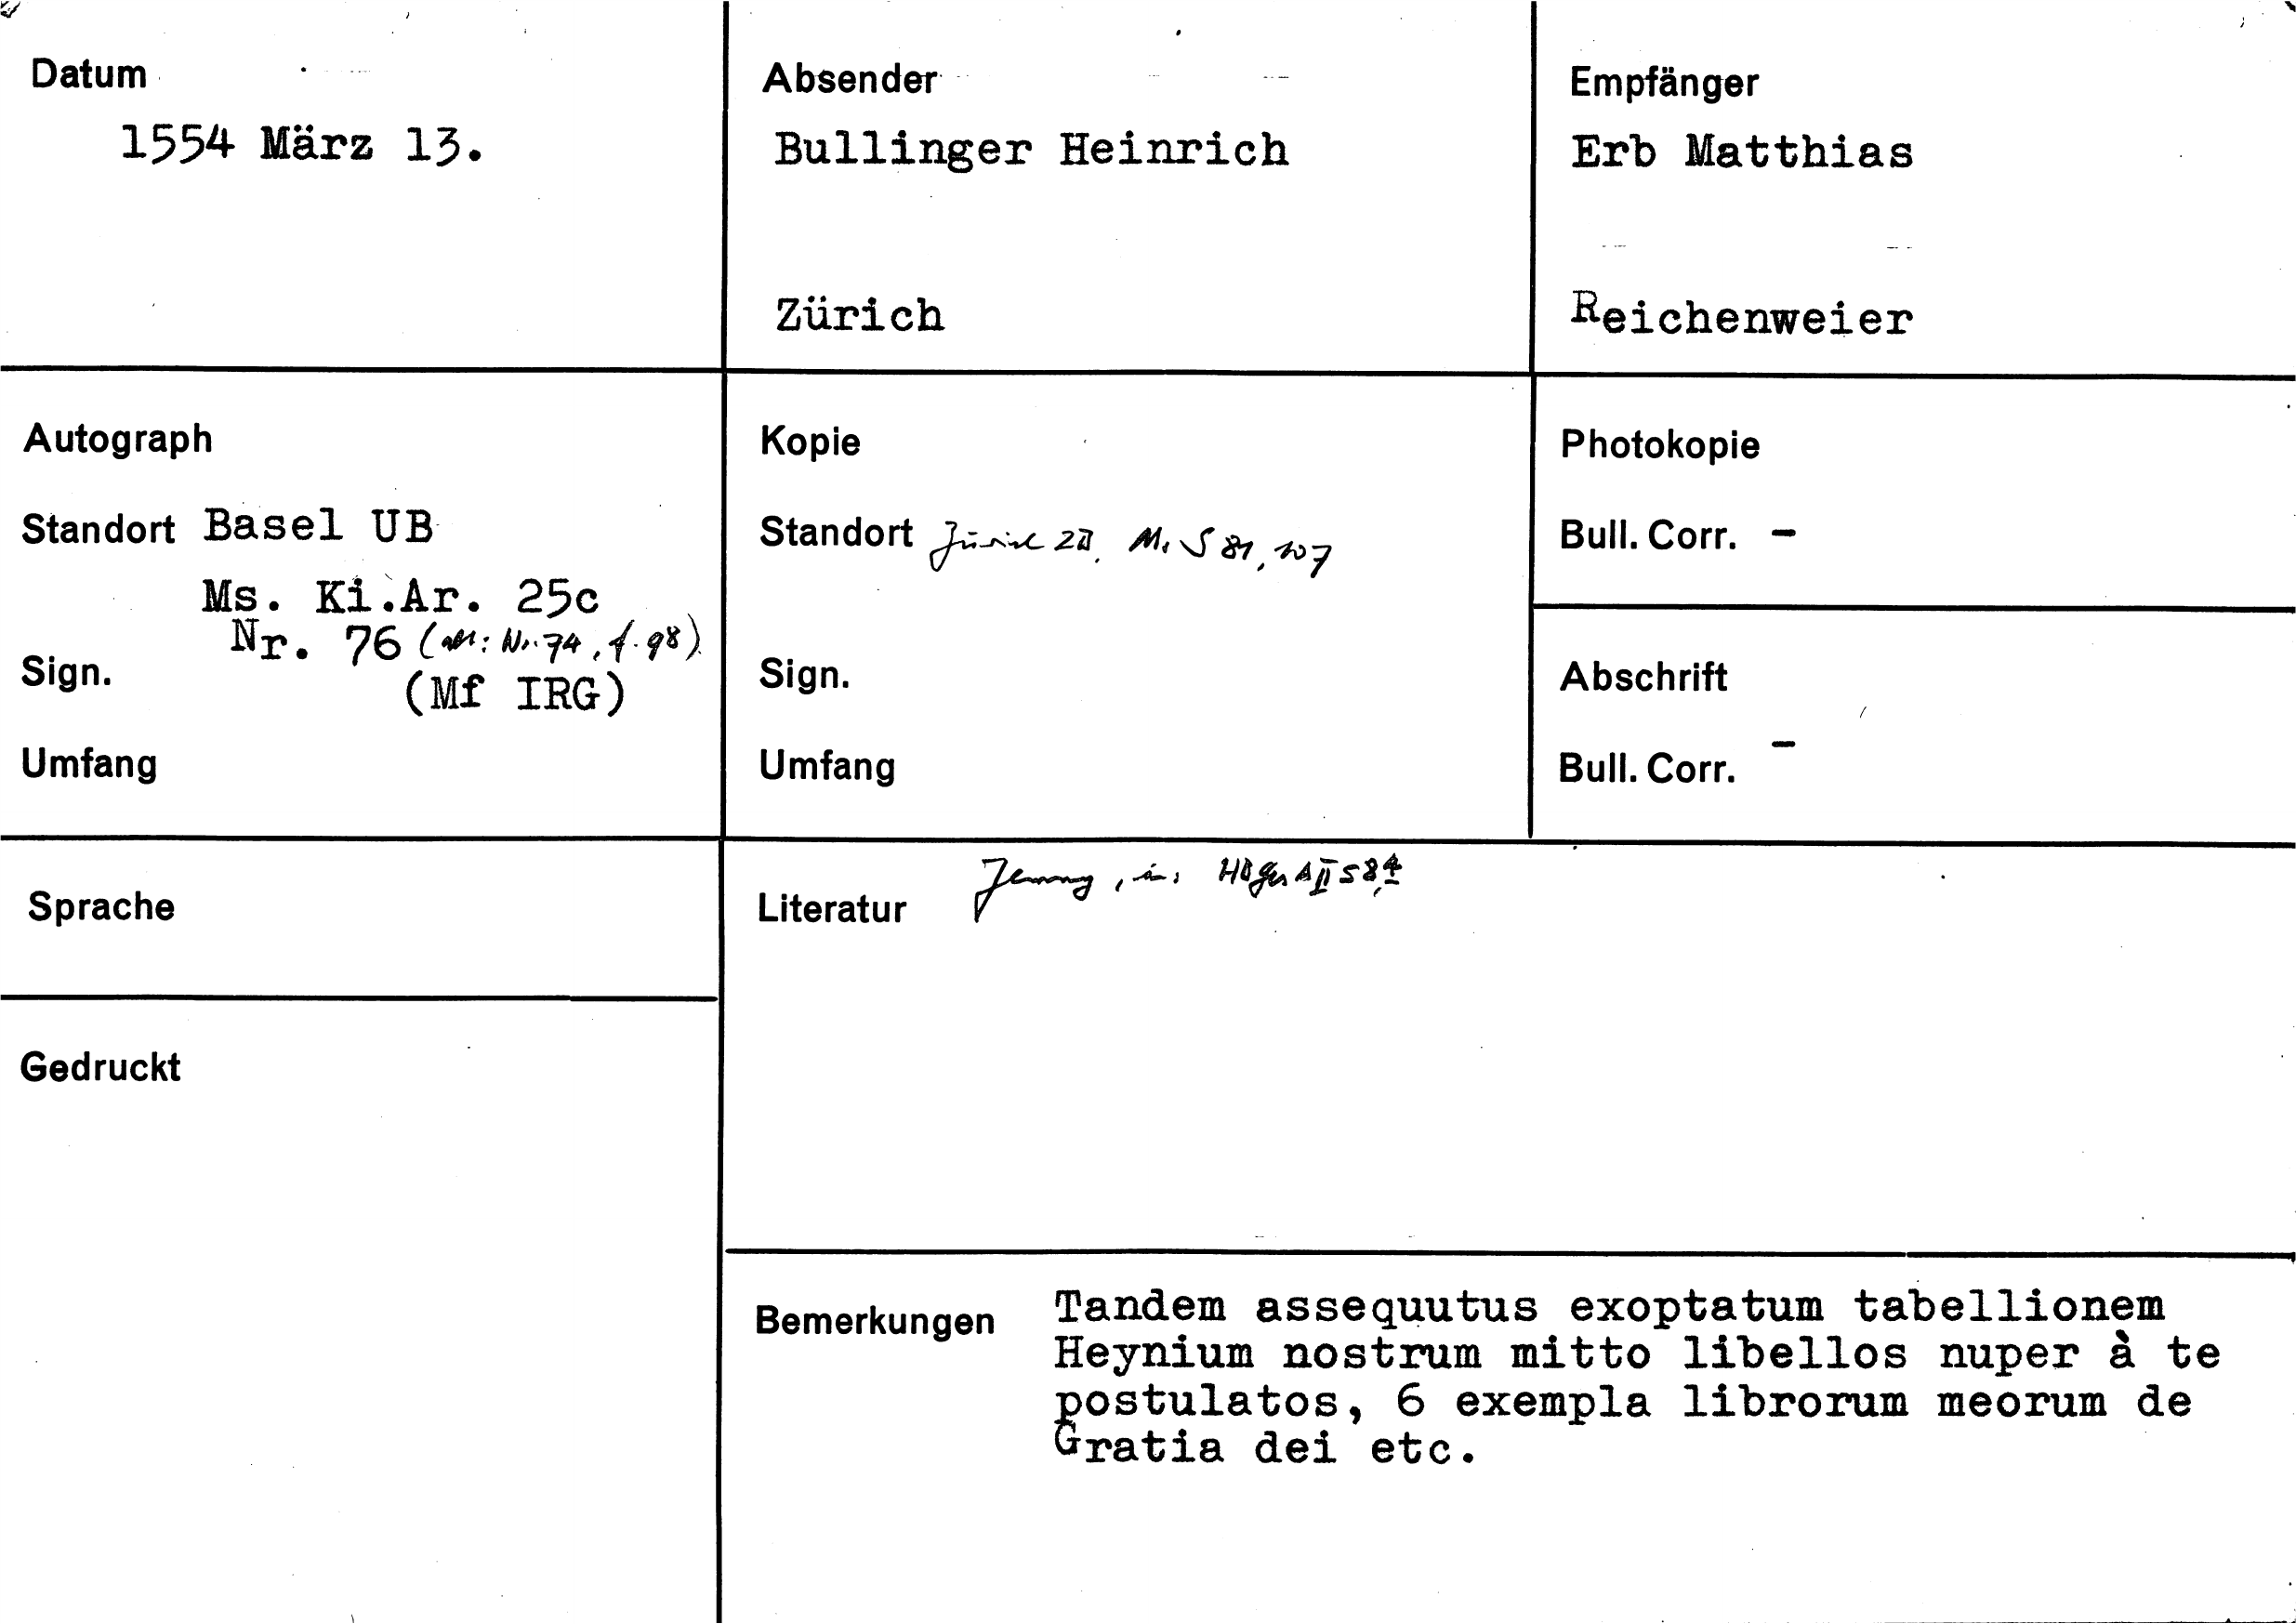 Datum
1554 März 13.
Absender
Bullinger Heinrich
Zürich
Empfänger
Erb Matthias
Reichenweier
Autograph
Standort Basel UB
Ms. Ki.Ar. 25c
Nr. 76 (alt: Nr. 74, f. 98)
Sign.
(Mf IRG)
Umfang
Kopie
Standort Zürich ZB, Ms S 81, 107
Sign.
Umfang
Photokopie
Bull. Corr. -
Abschrift
Bull. Corr. -
Sprache
Gedruckt
Literatur Jenny, in: HBGesA II 584
Bemerkungen Tandem assequutus exoptatum tabellionem
Heynium nostrum mitto libellos nuper à te
postulatos, 6 exempla librorum meorum de
Gratia dei etc.